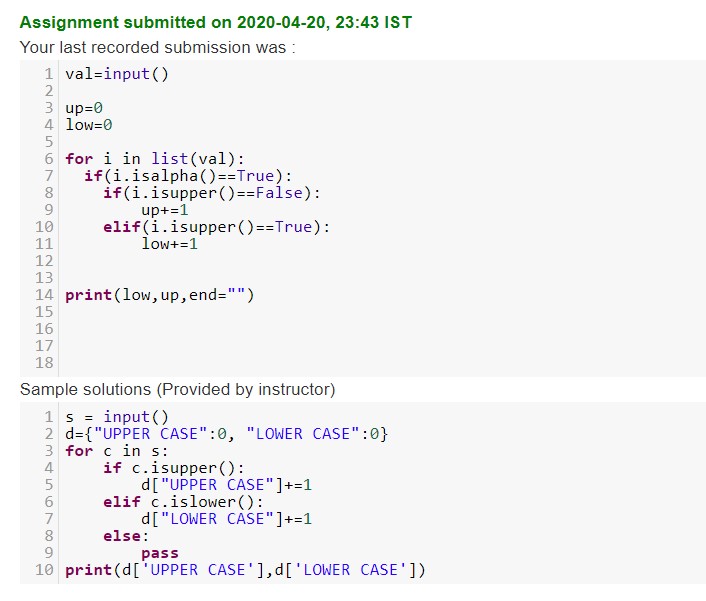 Assignment submitted on 2020-04-20, 23:43 IST
Your last recorded submission was :
1 val=input()
2
3 up=0
4 low=0
5
6 for i in list(val):
7   if(i.isalpha()==True):
8     if(i.isupper()==False):
9         up+=1
10     elif(i.isupper()==True):
11         low+=1
12
13
14 print(low,up,end="")
15
16
17
18
Sample solutions (Provided by instructor)
1 s = input()
2 d={"UPPER CASE":0, "LOWER CASE":0}
3 for c in s:
4     if c.isupper():
5         d["UPPER CASE"]+=1
6     elif c.islower():
7         d["LOWER CASE"]+=1
8     else:
9         pass
10 print(d['UPPER CASE'],d['LOWER CASE'])